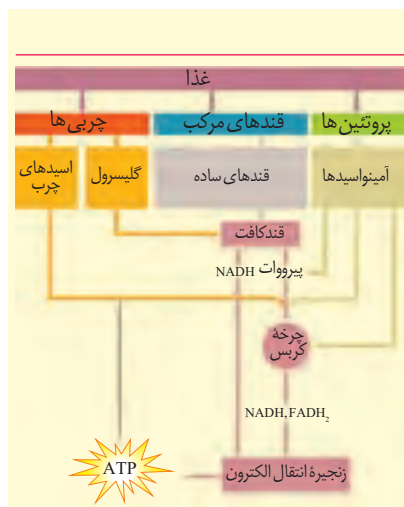 غذا
پروتئین ها
قندهای مرکب
چربی ها
آمینواسیدها
قندهای ساده
گلیسرول
اسیدهای
چرب
قندکافت
پیرووات NADH
چرخهٔ
کربس
NADH, FADH₂
زنجیرهٔ انتقال الکترون
ATP